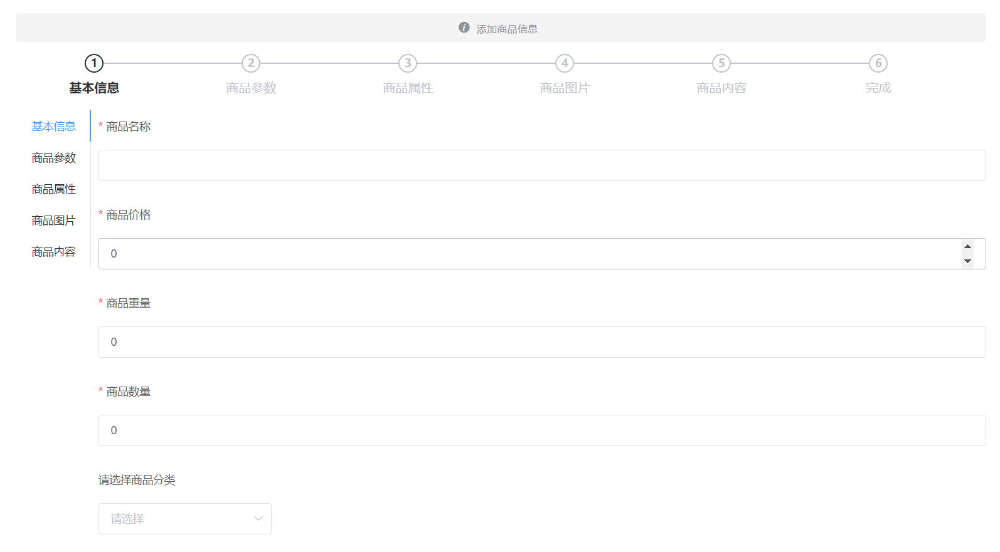 添加商品信息
1 2 3 4 5 6
基本信息 商品参数 商品属性 商品图片 商品内容 完成
基本信息
商品参数
商品属性
商品图片
商品内容
* 商品名称
* 商品价格
0
* 商品重量
0
* 商品数量
0
请选择商品分类
请选择